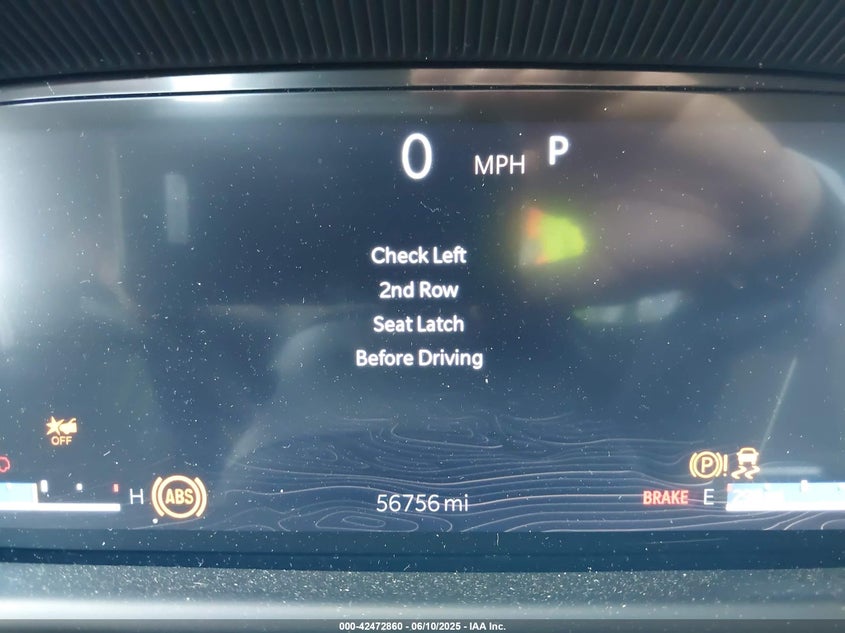 0 MPH P
Check Left
2nd Row
Seat Latch
Before Driving
OFF
P !
H ABS 56756 mi BRAKE E
000-42472860 - 06/10/2025 - IAA Inc.